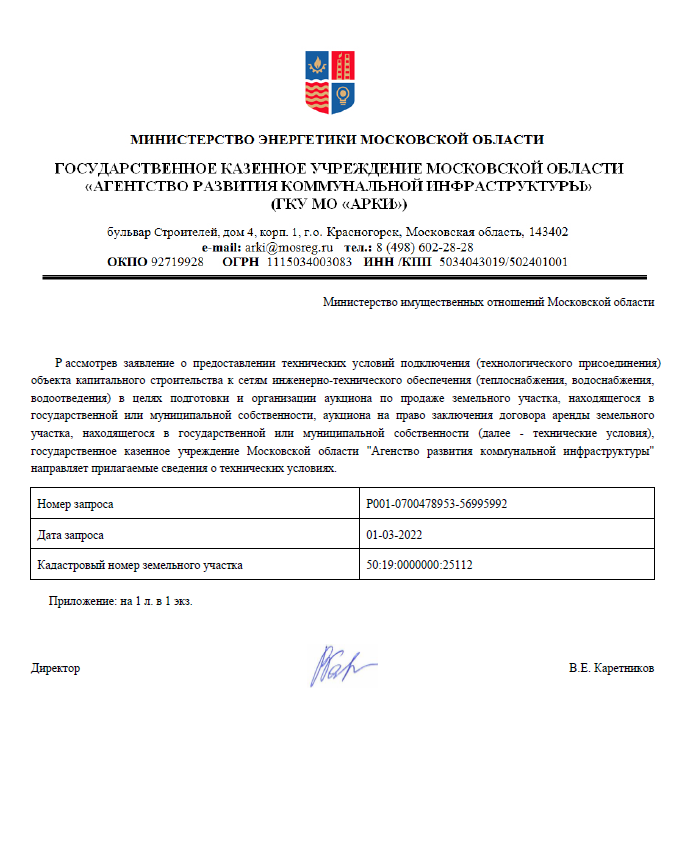 МИНИСТЕРСТВО ЭНЕРГЕТИКИ МОСКОВСКОЙ ОБЛАСТИ
ГОСУДАРСТВЕННОЕ КАЗЕННОЕ УЧРЕЖДЕНИЕ МОСКОВСКОЙ ОБЛАСТИ
«АГЕНТСТВО РАЗВИТИЯ КОММУНАЛЬНОЙ ИНФРАСТРУКТУРЫ»
(ГКУ МО «АРКИ»)
бульвар Строителей, дом 4, корп. 1, г.о. Красногорск, Московская область, 143402
e-mail: arki@mosreg.ru тел.: 8 (498) 602-28-28
ОКПО 92719928 ОГРН 1115034003083 ИНН /КПП 5034043019/502401001
Министерство имущественных отношений Московской области
Рассмотрев заявление о предоставлении технических условий подключения (технологического присоединения)
объекта капитального строительства к сетям инженерно-технического обеспечения (теплоснабжения, водоснабжения,
водоотведения) в целях подготовки и организации аукциона по продаже земельного участка, находящегося в
государственной или муниципальной собственности, аукциона на право заключения договора аренды земельного
участка, находящегося в государственной или муниципальной собственности (далее - технические условия),
государственное казенное учреждение Московской области "Агенство развития коммунальной инфраструктуры"
направляет прилагаемые сведения о технических условиях.
Номер запроса P001-0700478953-56995992
Дата запроса 01-03-2022
Кадастровый номер земельного участка 50:19:0000000:25112
Приложение: на 1 л. в 1 экз.
Директор В.Е. Каретников